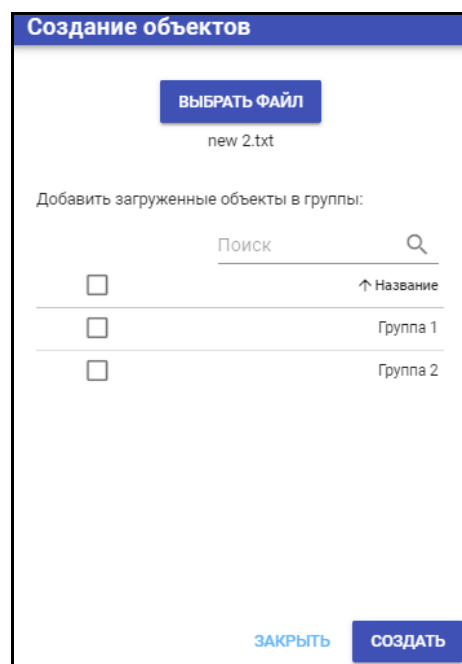 Создание объектов
ВЫБРАТЬ ФАЙЛ
new 2.txt
Добавить загруженные объекты в группы:
Поиск
↑ Название
Группа 1
Группа 2
ЗАКРЫТЬ СОЗДАТЬ